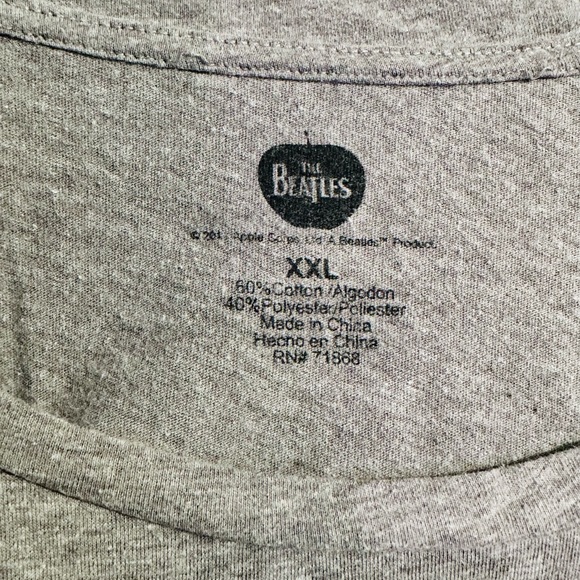 THE
BEATLES
Apple Corps Ltd A Beatles™ Product.
XXL
60%Cotton/Algodon
40%Polyester/Poliester
Made in China
Hecho en China
RN# 71868